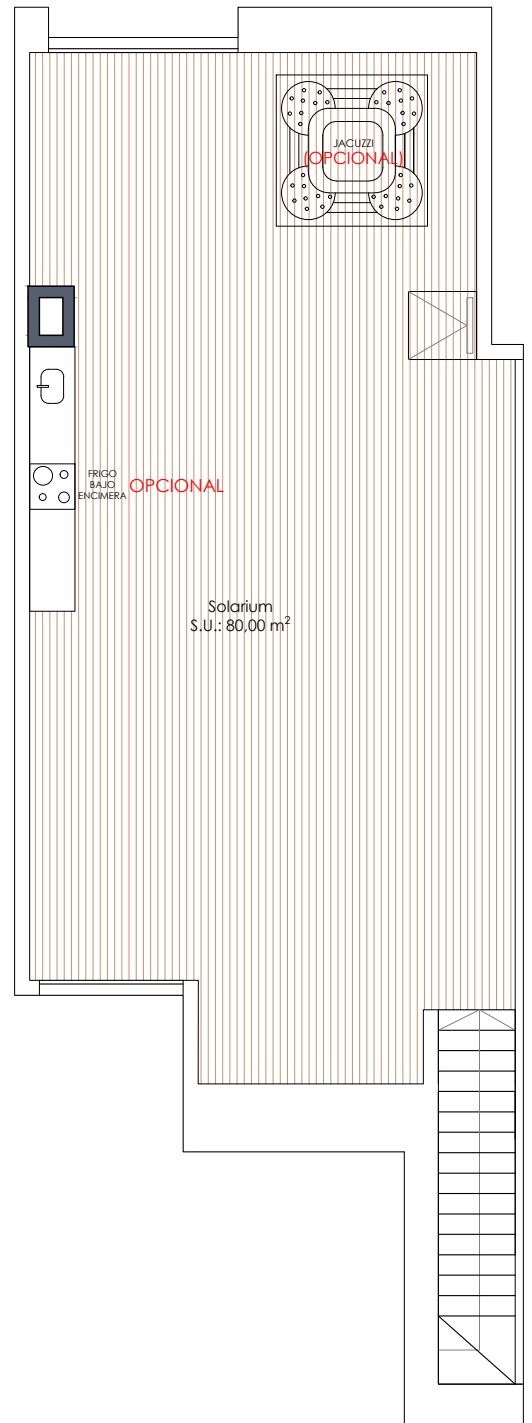 JACUZZI
(OPCIONAL)
FRIGO
BAJO
ENCIMERA
OPCIONAL
Solarium
S.U.: 80,00 m²